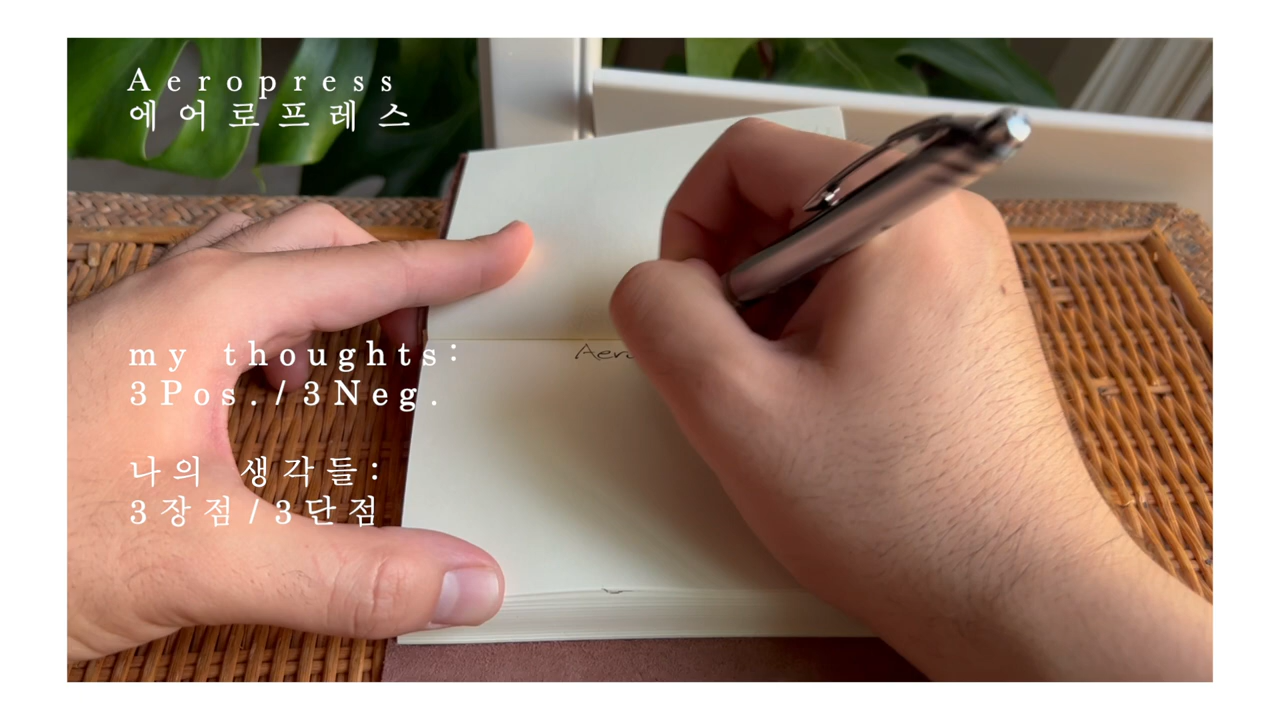 Aeropress
에어로프레스
my thoughts:
3Pos./3Neg.
나의 생각들:
3장점/3단점
Aero